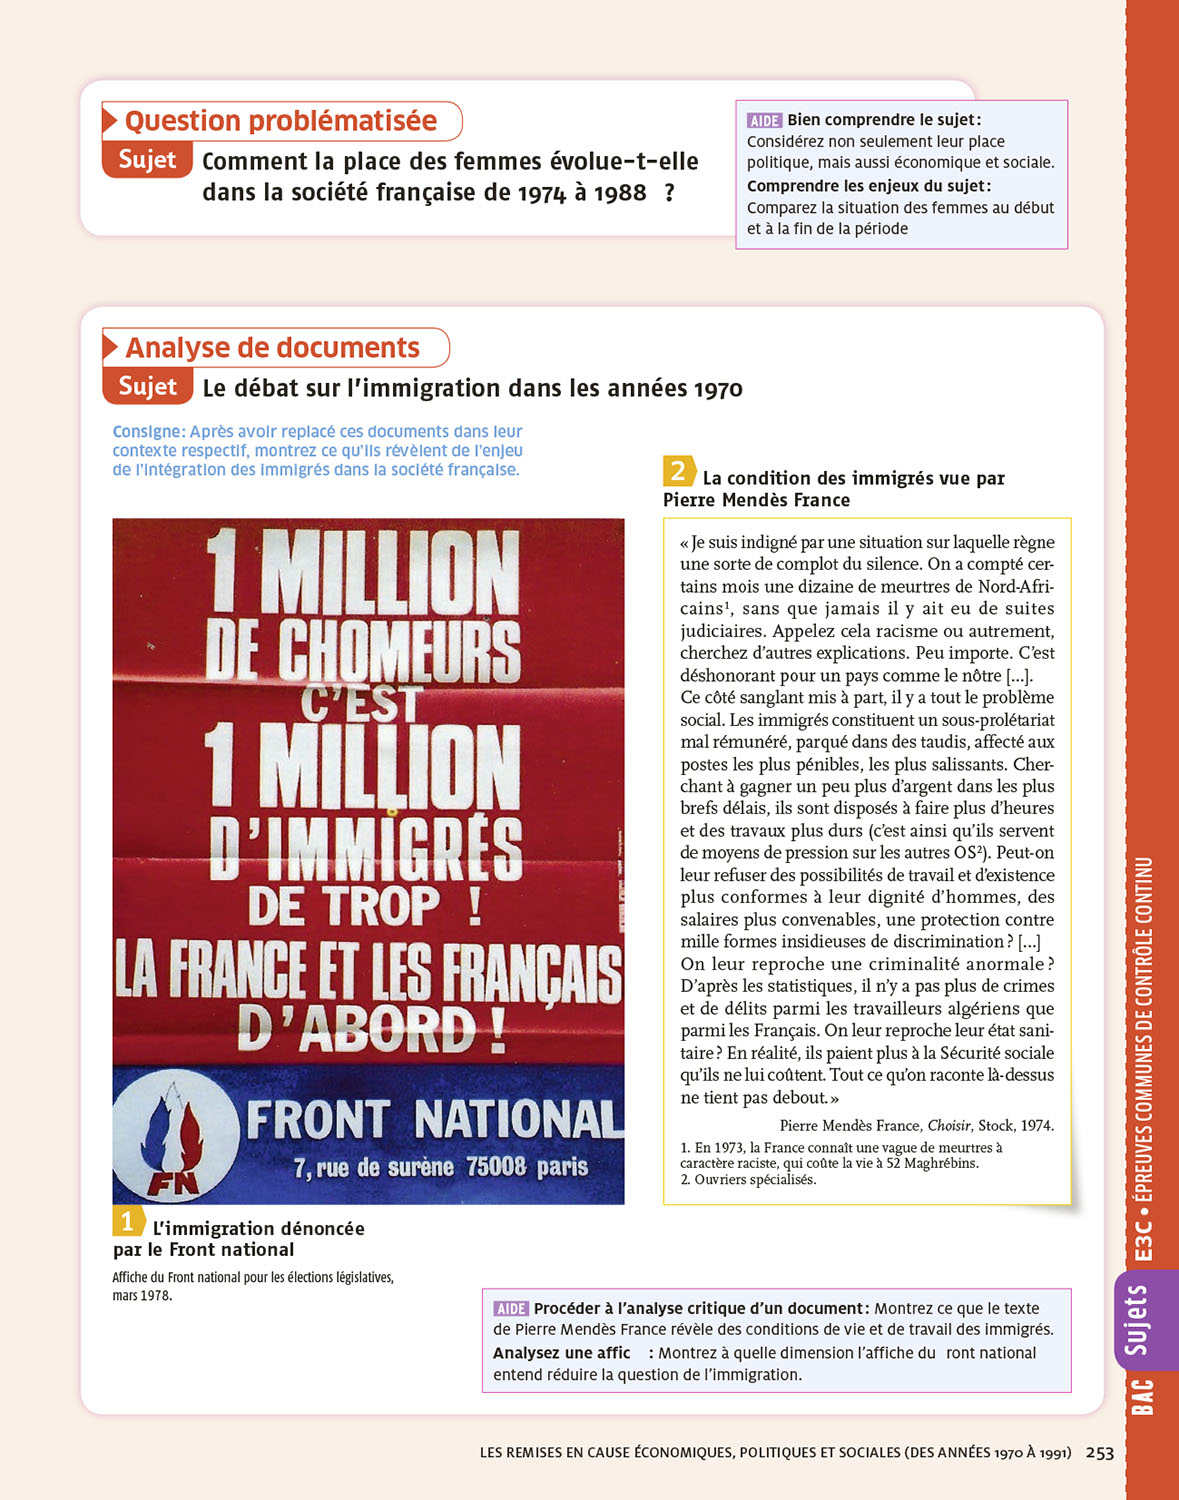 Question problématisée
Sujet Comment la place des femmes évolue-t-elle
dans la société française de 1974 à 1988 ?
AIDE Bien comprendre le sujet :
Considérez non seulement leur place
politique, mais aussi économique et sociale.
Comprendre les enjeux du sujet :
Comparez la situation des femmes au début
et à la fin de la période
Analyse de documents
Sujet Le débat sur l'immigration dans les années 1970
Consigne : Après avoir replacé ces documents dans leur
contexte respectif, montrez ce qu'ils révèlent de l'enjeu
de l'intégration des immigrés dans la société française.
1 MILLION
DE CHOMEURS
C'EST
1 MILLION
D'IMMIGRÉS
DE TROP !
LA FRANCE ET LES FRANÇAIS
D'ABORD !
FN
FRONT NATIONAL
7, rue de surène 75008 paris
1 L'immigration dénoncée
par le Front national
Affiche du Front national pour les élections législatives,
mars 1978.
2 La condition des immigrés vue par
Pierre Mendès France
« Je suis indigné par une situation sur laquelle règne
une sorte de complot du silence. On a compté cer-
tains mois une dizaine de meurtres de Nord-Afri-
cains¹, sans que jamais il y ait eu de suites
judiciaires. Appelez cela racisme ou autrement,
cherchez d'autres explications. Peu importe. C'est
déshonorant pour un pays comme le nôtre [...].
Ce côté sanglant mis à part, il y a tout le problème
social. Les immigrés constituent un sous-prolétariat
mal rémunéré, parqué dans des taudis, affecté aux
postes les plus pénibles, les plus salissants. Cher-
chant à gagner un peu plus d'argent dans les plus
brefs délais, ils sont disposés à faire plus d'heures
et des travaux plus durs (c'est ainsi qu'ils servent
de moyens de pression sur les autres OS²). Peut-on
leur refuser des possibilités de travail et d'existence
plus conformes à leur dignité d'hommes, des
salaires plus convenables, une protection contre
mille formes insidieuses de discrimination ? [...]
On leur reproche une criminalité anormale ?
D'après les statistiques, il n'y a pas plus de crimes
et de délits parmi les travailleurs algériens que
parmi les Français. On leur reproche leur état sani-
taire ? En réalité, ils paient plus à la Sécurité sociale
qu'ils ne lui coûtent. Tout ce qu'on raconte là-dessus
ne tient pas debout. »
Pierre Mendès France, Choisir, Stock, 1974.
1. En 1973, la France connaît une vague de meurtres à
caractère raciste, qui coûte la vie à 52 Maghrébins.
2. Ouvriers spécialisés.
AIDE Procéder à l'analyse critique d'un document : Montrez ce que le texte
de Pierre Mendès France révèle des conditions de vie et de travail des immigrés.
Analysez une affic : Montrez à quelle dimension l'affiche du ront national
entend réduire la question de l'immigration.
LES REMISES EN CAUSE ÉCONOMIQUES, POLITIQUES ET SOCIALES (DES ANNÉES 1970 À 1991) 253
BAC Sujets E3C • ÉPREUVES COMMUNES DE CONTRÔLE CONTINU